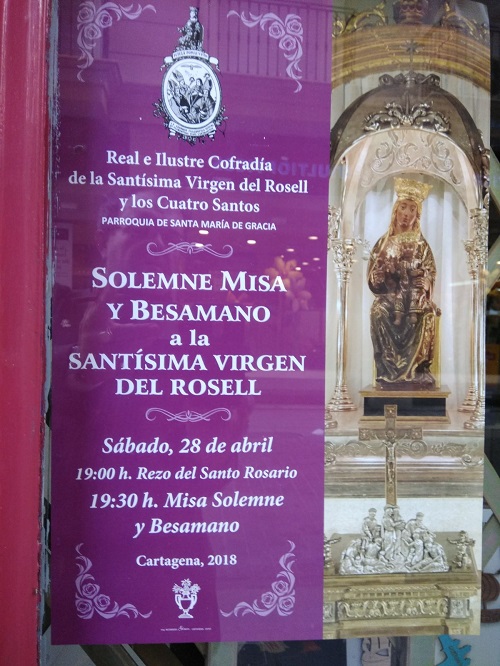 Real e Ilustre Cofradía
de la Santísima Virgen del Rosell
y los Cuatro Santos
PARROQUIA DE SANTA MARÍA DE GRACIA
SOLEMNE MISA
Y BESAMANO
a la
SANTÍSIMA VIRGEN
DEL ROSELL
Sábado, 28 de abril
19:00 h. Rezo del Santo Rosario
19:30 h. Misa Solemne
y Besamano
Cartagena, 2018